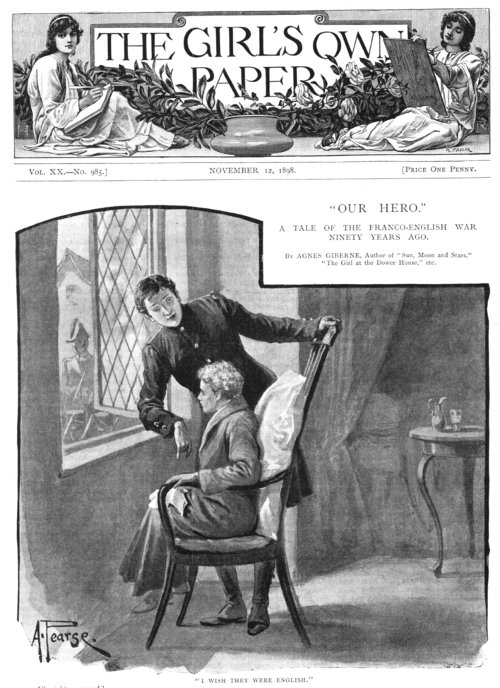 THE GIRL'S OWN
PAPER
R. TAYLOR.
VOL. XX.—NO. 985.] NOVEMBER 12, 1898. [PRICE ONE PENNY.
"OUR HERO."
A TALE OF THE FRANCO-ENGLISH WAR
NINETY YEARS AGO.
BY AGNES GIBERNE, Author of "Sun, Moon and Stars,"
"The Girl at the Dower House," etc.
A. Pearse.
"I WISH THEY WERE ENGLISH."